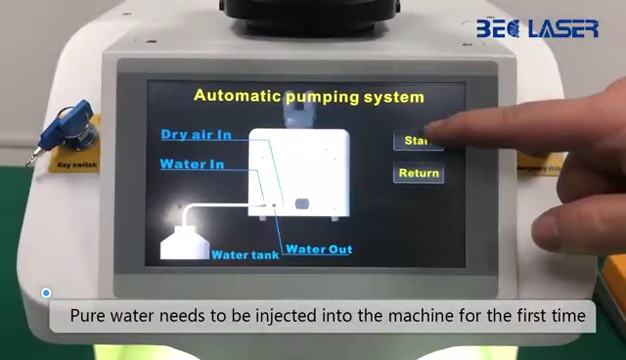 BEC LASER
Automatic pumping system
Dry air In
Star
Water In
Key switch
Return
Water Out
Water tank
Pure water needs to be injected into the machine for the first time